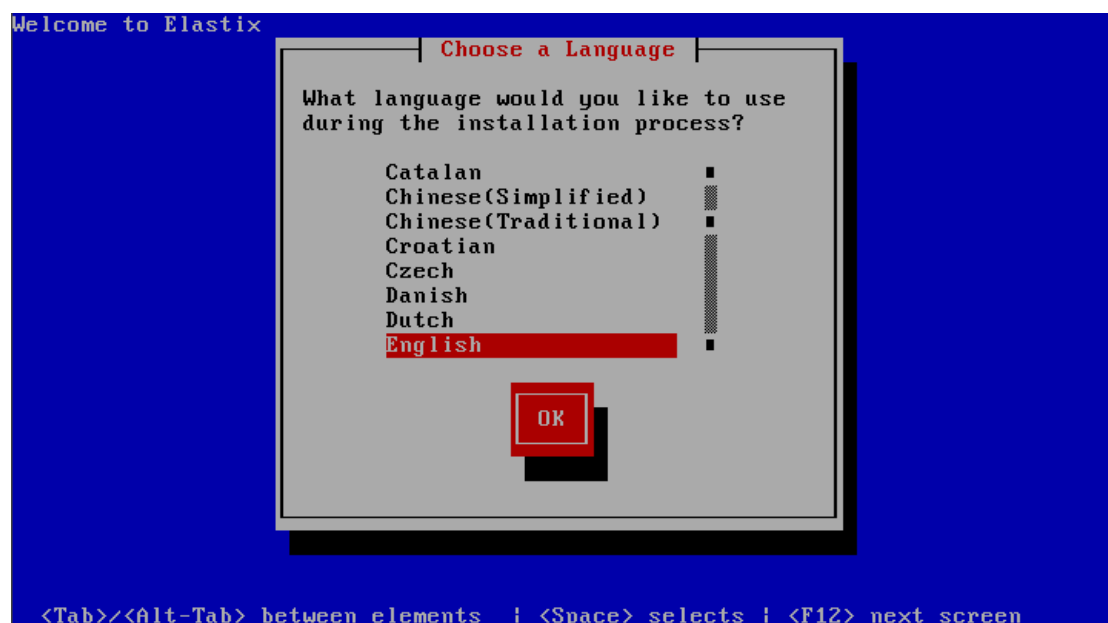 Welcome to Elastix
Choose a Language
What language would you like to use
during the installation process?
Catalan
Chinese(Simplified)
Chinese(Traditional)
Croatian
Czech
Danish
Dutch
English
OK
<Tab>/<Alt-Tab> between elements | <Space> selects | <F12> next screen